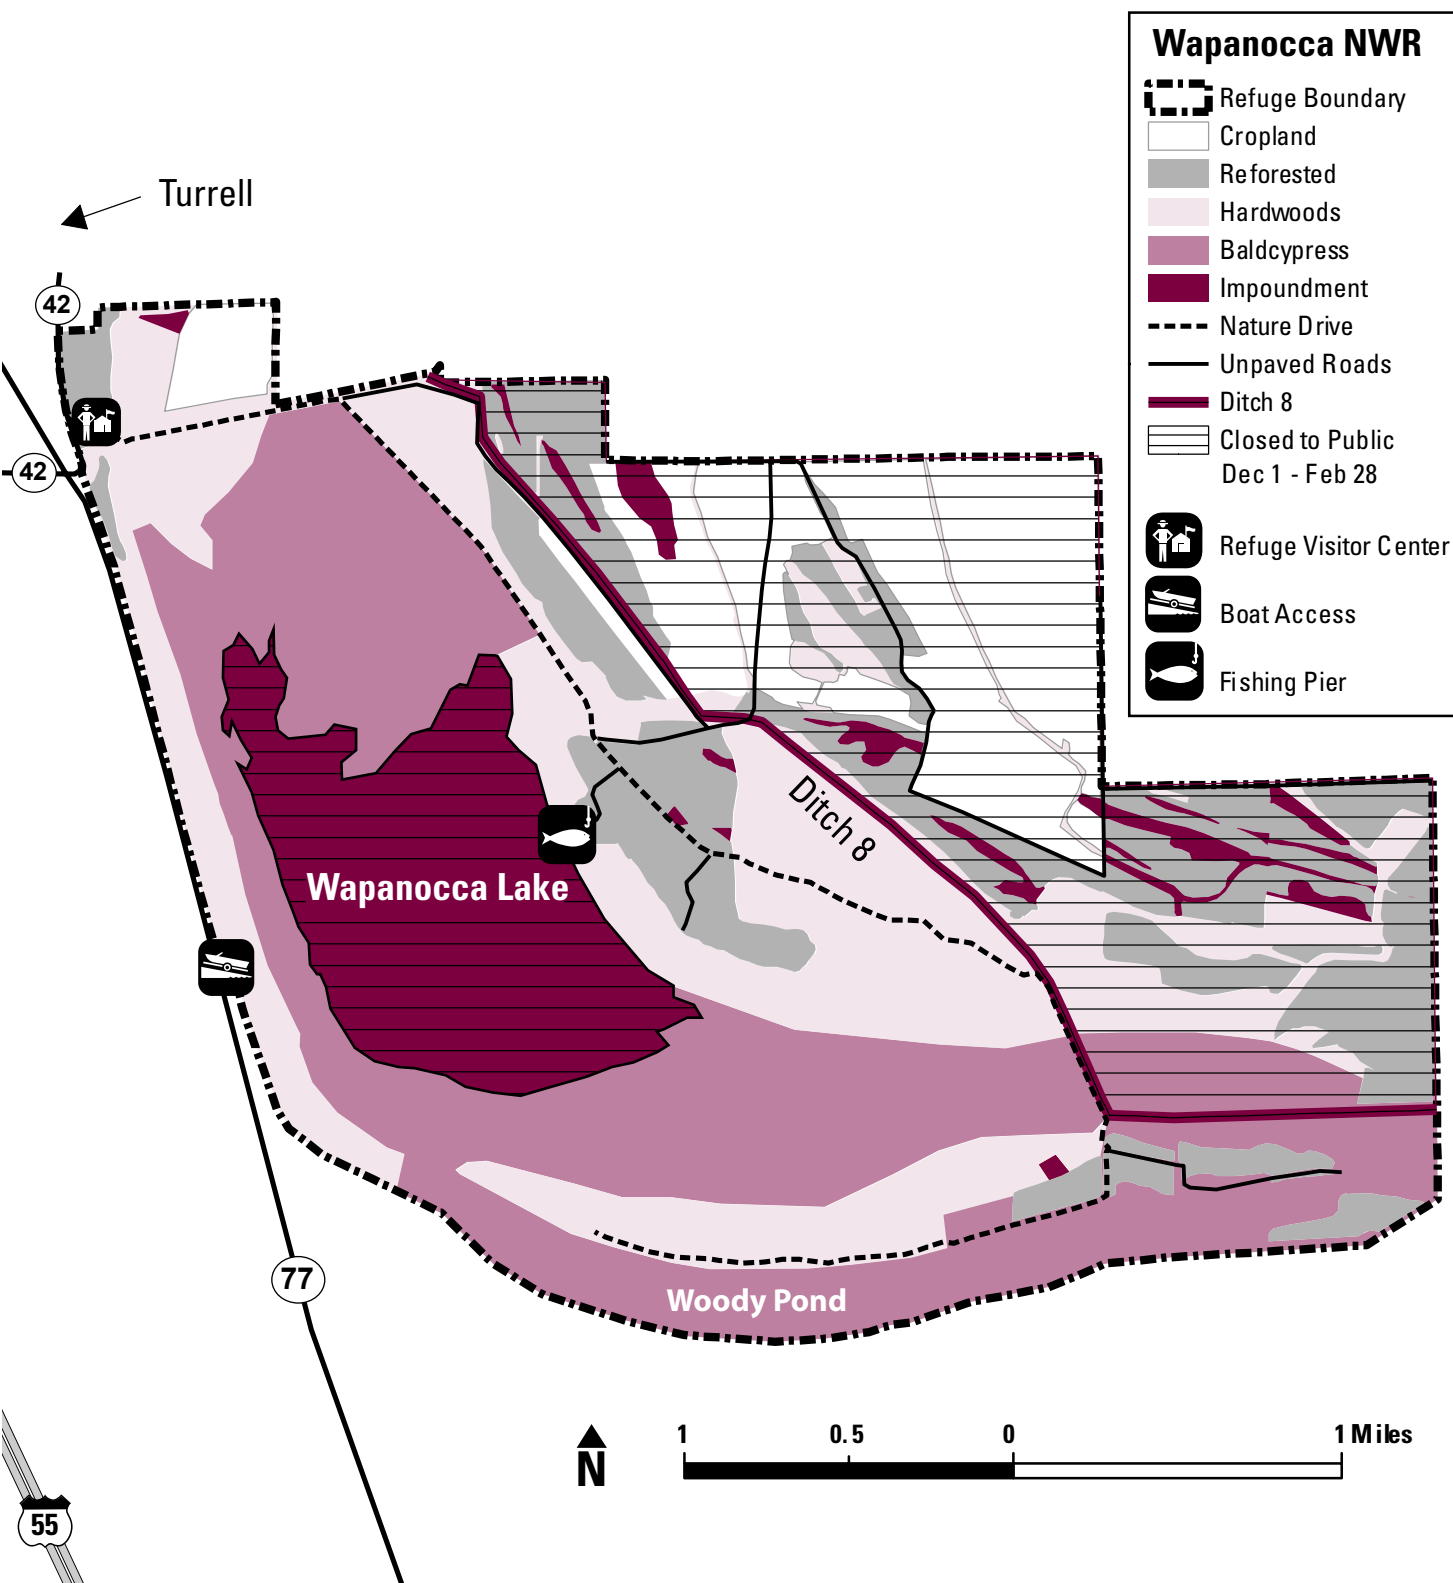 Wapanocca NWR
Refuge Boundary
Cropland
Reforested
Hardwoods
Baldcypress
Impoundment
Nature Drive
Unpaved Roads
Ditch 8
Closed to Public
Dec 1 - Feb 28
Refuge Visitor Center
Boat Access
Fishing Pier
Turrell
42
42
Ditch 8
Wapanocca Lake
77
Woody Pond
N
1 0.5 0 1 Miles
55